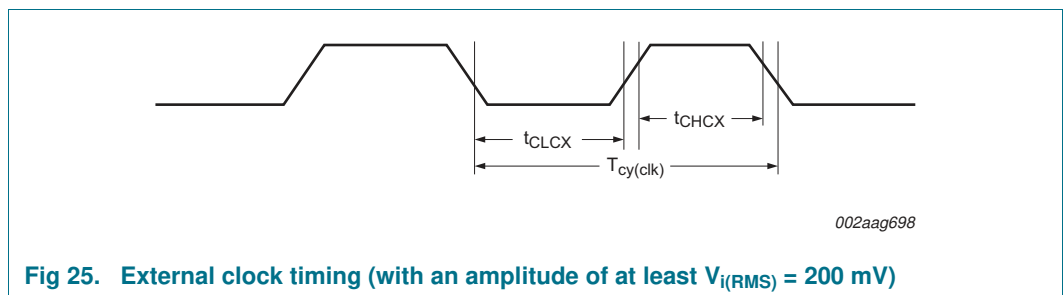 tCLCX
tCHCX
Tcy(clk)
002aag698
Fig 25. External clock timing (with an amplitude of at least Vi(RMS) = 200 mV)